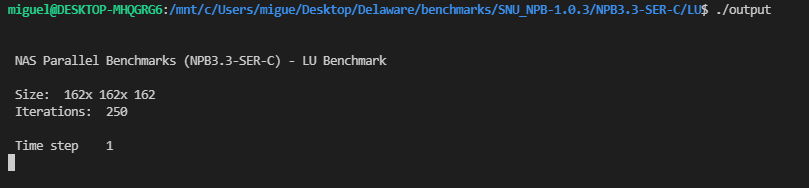 miguel@DESKTOP-MHQGRG6:/mnt/c/Users/migue/Desktop/Delaware/benchmarks/SNU_NPB-1.0.3/NPB3.3-SER-C/LU$ ./output
NAS Parallel Benchmarks (NPB3.3-SER-C) - LU Benchmark
Size:  162x 162x 162
Iterations:  250
Time step    1